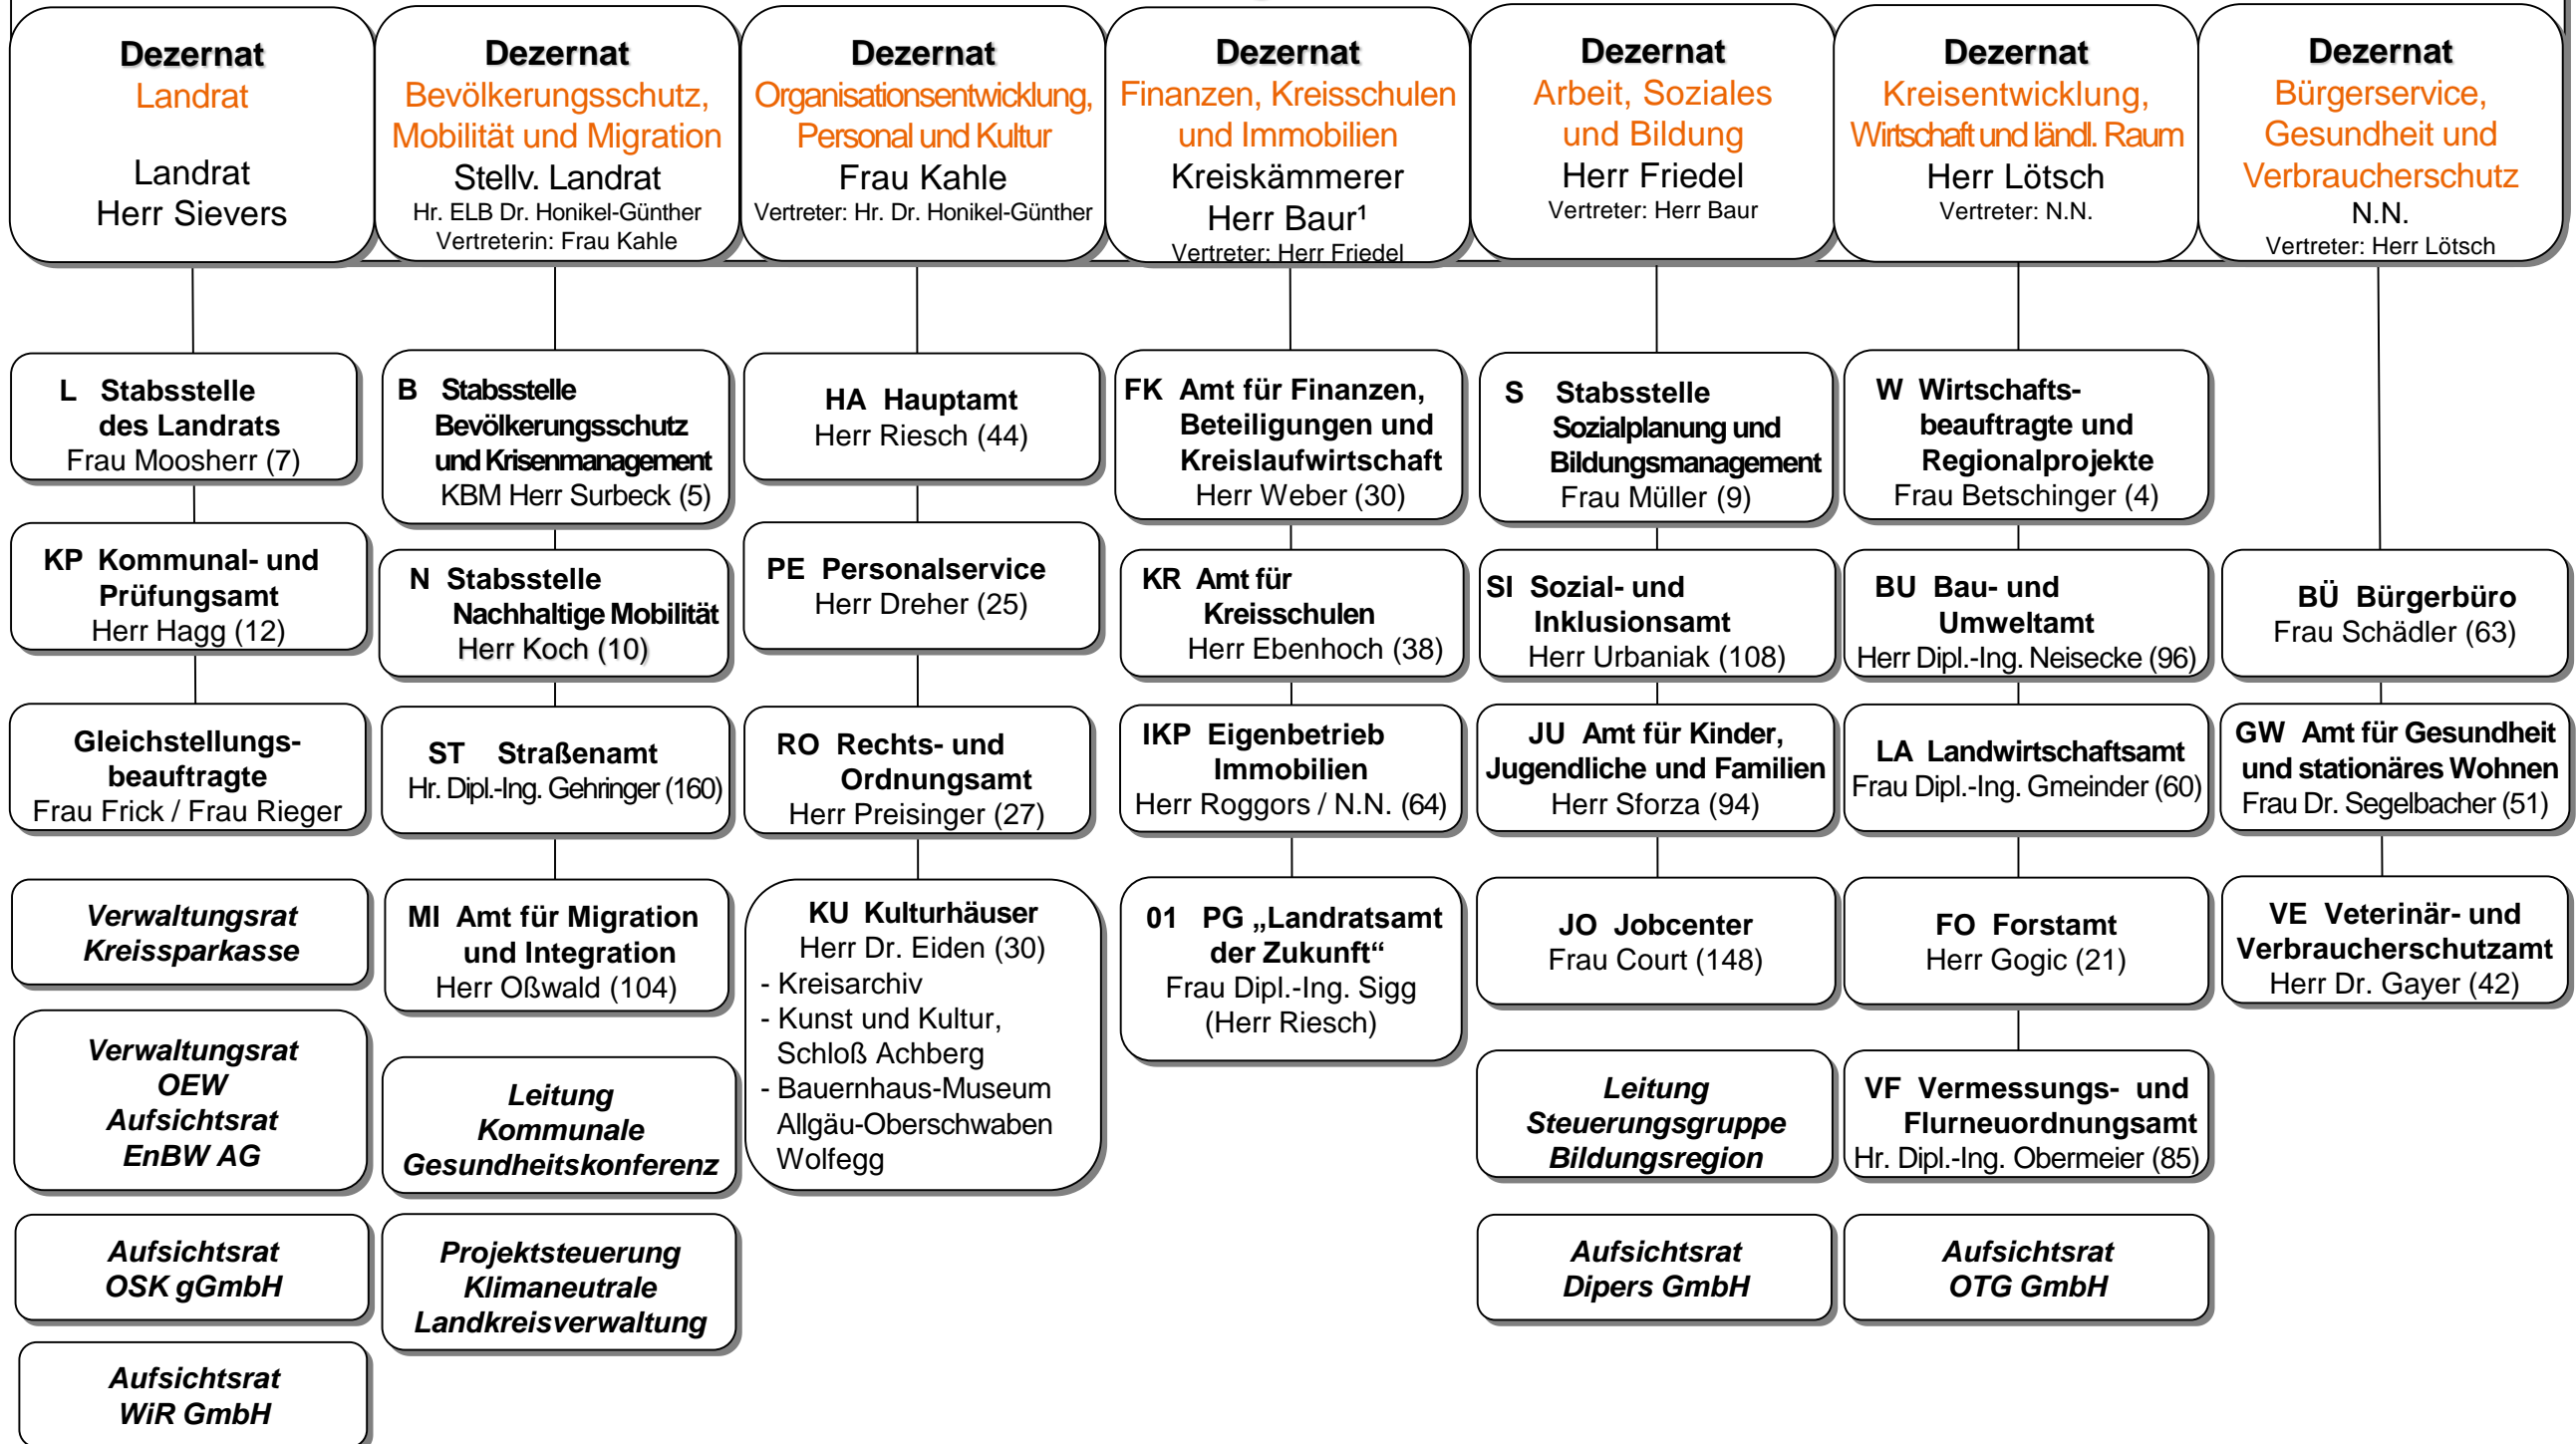 Dezernat
Landrat
Landrat
Herr Sievers
Dezernat
Bevölkerungsschutz,
Mobilität und Migration
Stellv. Landrat
Hr. ELB Dr. Honikel-Günther
Vertreterin: Frau Kahle
Dezernat
Organisationsentwicklung,
Personal und Kultur
Frau Kahle
Vertreter: Hr. Dr. Honikel-Günther
Dezernat
Finanzen, Kreisschulen
und Immobilien
Kreiskämmerer
Herr Baur¹
Vertreter: Herr Friedel
Dezernat
Arbeit, Soziales
und Bildung
Herr Friedel
Vertreter: Herr Baur
Dezernat
Kreisentwicklung,
Wirtschaft und ländl. Raum
Herr Lötsch
Vertreter: N.N.
Dezernat
Bürgerservice,
Gesundheit und
Verbraucherschutz
N.N.
Vertreter: Herr Lötsch
L Stabsstelle
des Landrats
Frau Moosherr (7)
KP Kommunal- und
Prüfungsamt
Herr Hagg (12)
Gleichstellungs-
beauftragte
Frau Frick / Frau Rieger
Verwaltungsrat
Kreissparkasse
Verwaltungsrat
OEW
Aufsichtsrat
EnBW AG
Aufsichtsrat
OSK gGmbH
Aufsichtsrat
WiR GmbH
B Stabsstelle
Bevölkerungsschutz
und Krisenmanagement
KBM Herr Surbeck (5)
N Stabsstelle
Nachhaltige Mobilität
Herr Koch (10)
ST Straßenamt
Hr. Dipl.-Ing. Gehringer (160)
MI Amt für Migration
und Integration
Herr Oßwald (104)
Leitung
Kommunale
Gesundheitskonferenz
Projektsteuerung
Klimaneutrale
Landkreisverwaltung
HA Hauptamt
Herr Riesch (44)
PE Personalservice
Herr Dreher (25)
RO Rechts- und
Ordnungsamt
Herr Preisinger (27)
KU Kulturhäuser
Herr Dr. Eiden (30)
- Kreisarchiv
- Kunst und Kultur,
Schloß Achberg
- Bauernhaus-Museum
Allgäu-Oberschwaben
Wolfegg
FK Amt für Finanzen,
Beteiligungen und
Kreislaufwirtschaft
Herr Weber (30)
KR Amt für
Kreisschulen
Herr Ebenhoch (38)
IKP Eigenbetrieb
Immobilien
Herr Roggors / N.N. (64)
01 PG „Landratsamt
der Zukunft“
Frau Dipl.-Ing. Sigg
(Herr Riesch)
S Stabsstelle
Sozialplanung und
Bildungsmanagement
Frau Müller (9)
SI Sozial- und
Inklusionsamt
Herr Urbaniak (108)
JU Amt für Kinder,
Jugendliche und Familien
Herr Sforza (94)
JO Jobcenter
Frau Court (148)
Leitung
Steuerungsgruppe
Bildungsregion
Aufsichtsrat
Dipers GmbH
W Wirtschafts-
beauftragte und
Regionalprojekte
Frau Betschinger (4)
BU Bau- und
Umweltamt
Herr Dipl.-Ing. Neisecke (96)
LA Landwirtschaftsamt
Frau Dipl.-Ing. Gmeinder (60)
FO Forstamt
Herr Gogic (21)
VF Vermessungs- und
Flurneuordnungsamt
Hr. Dipl.-Ing. Obermeier (85)
Aufsichtsrat
OTG GmbH
BÜ Bürgerbüro
Frau Schädler (63)
GW Amt für Gesundheit
und stationäres Wohnen
Frau Dr. Segelbacher (51)
VE Veterinär- und
Verbraucherschutzamt
Herr Dr. Gayer (42)